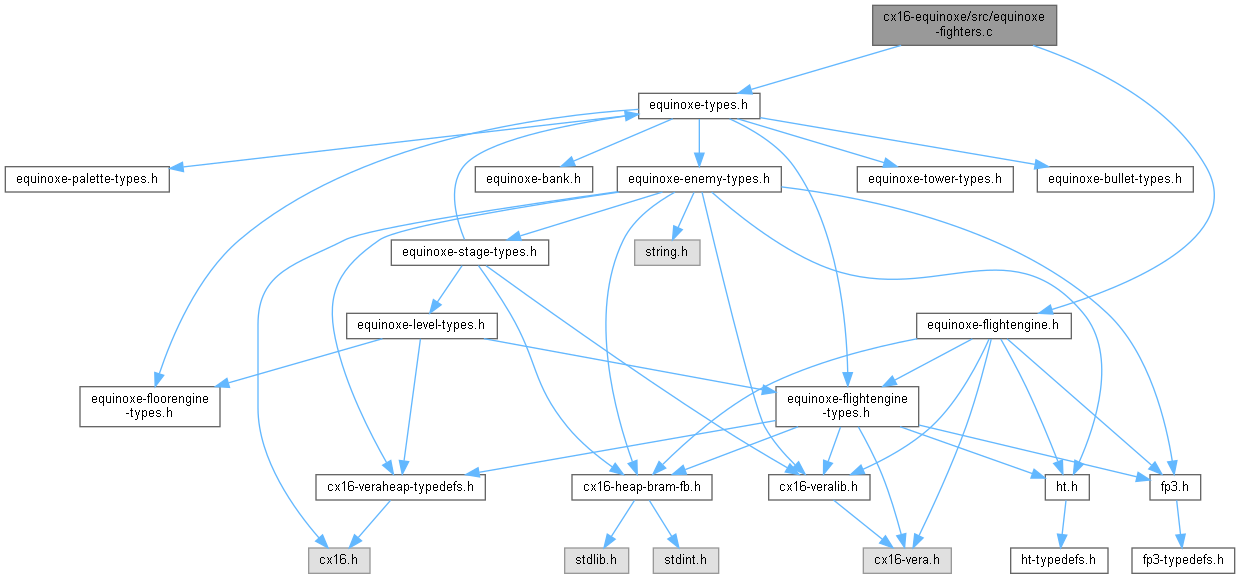 cx16-equinoxe/src/equinoxe
-fighters.c
equinoxe-types.h
equinoxe-palette-types.h
equinoxe-bank.h
equinoxe-enemy-types.h
equinoxe-tower-types.h
equinoxe-bullet-types.h
equinoxe-stage-types.h
string.h
equinoxe-level-types.h
equinoxe-flightengine.h
equinoxe-floorengine
-types.h
equinoxe-flightengine
-types.h
cx16-veraheap-typedefs.h
cx16-heap-bram-fb.h
cx16-veralib.h
ht.h
fp3.h
cx16.h
stdlib.h
stdint.h
cx16-vera.h
ht-typedefs.h
fp3-typedefs.h